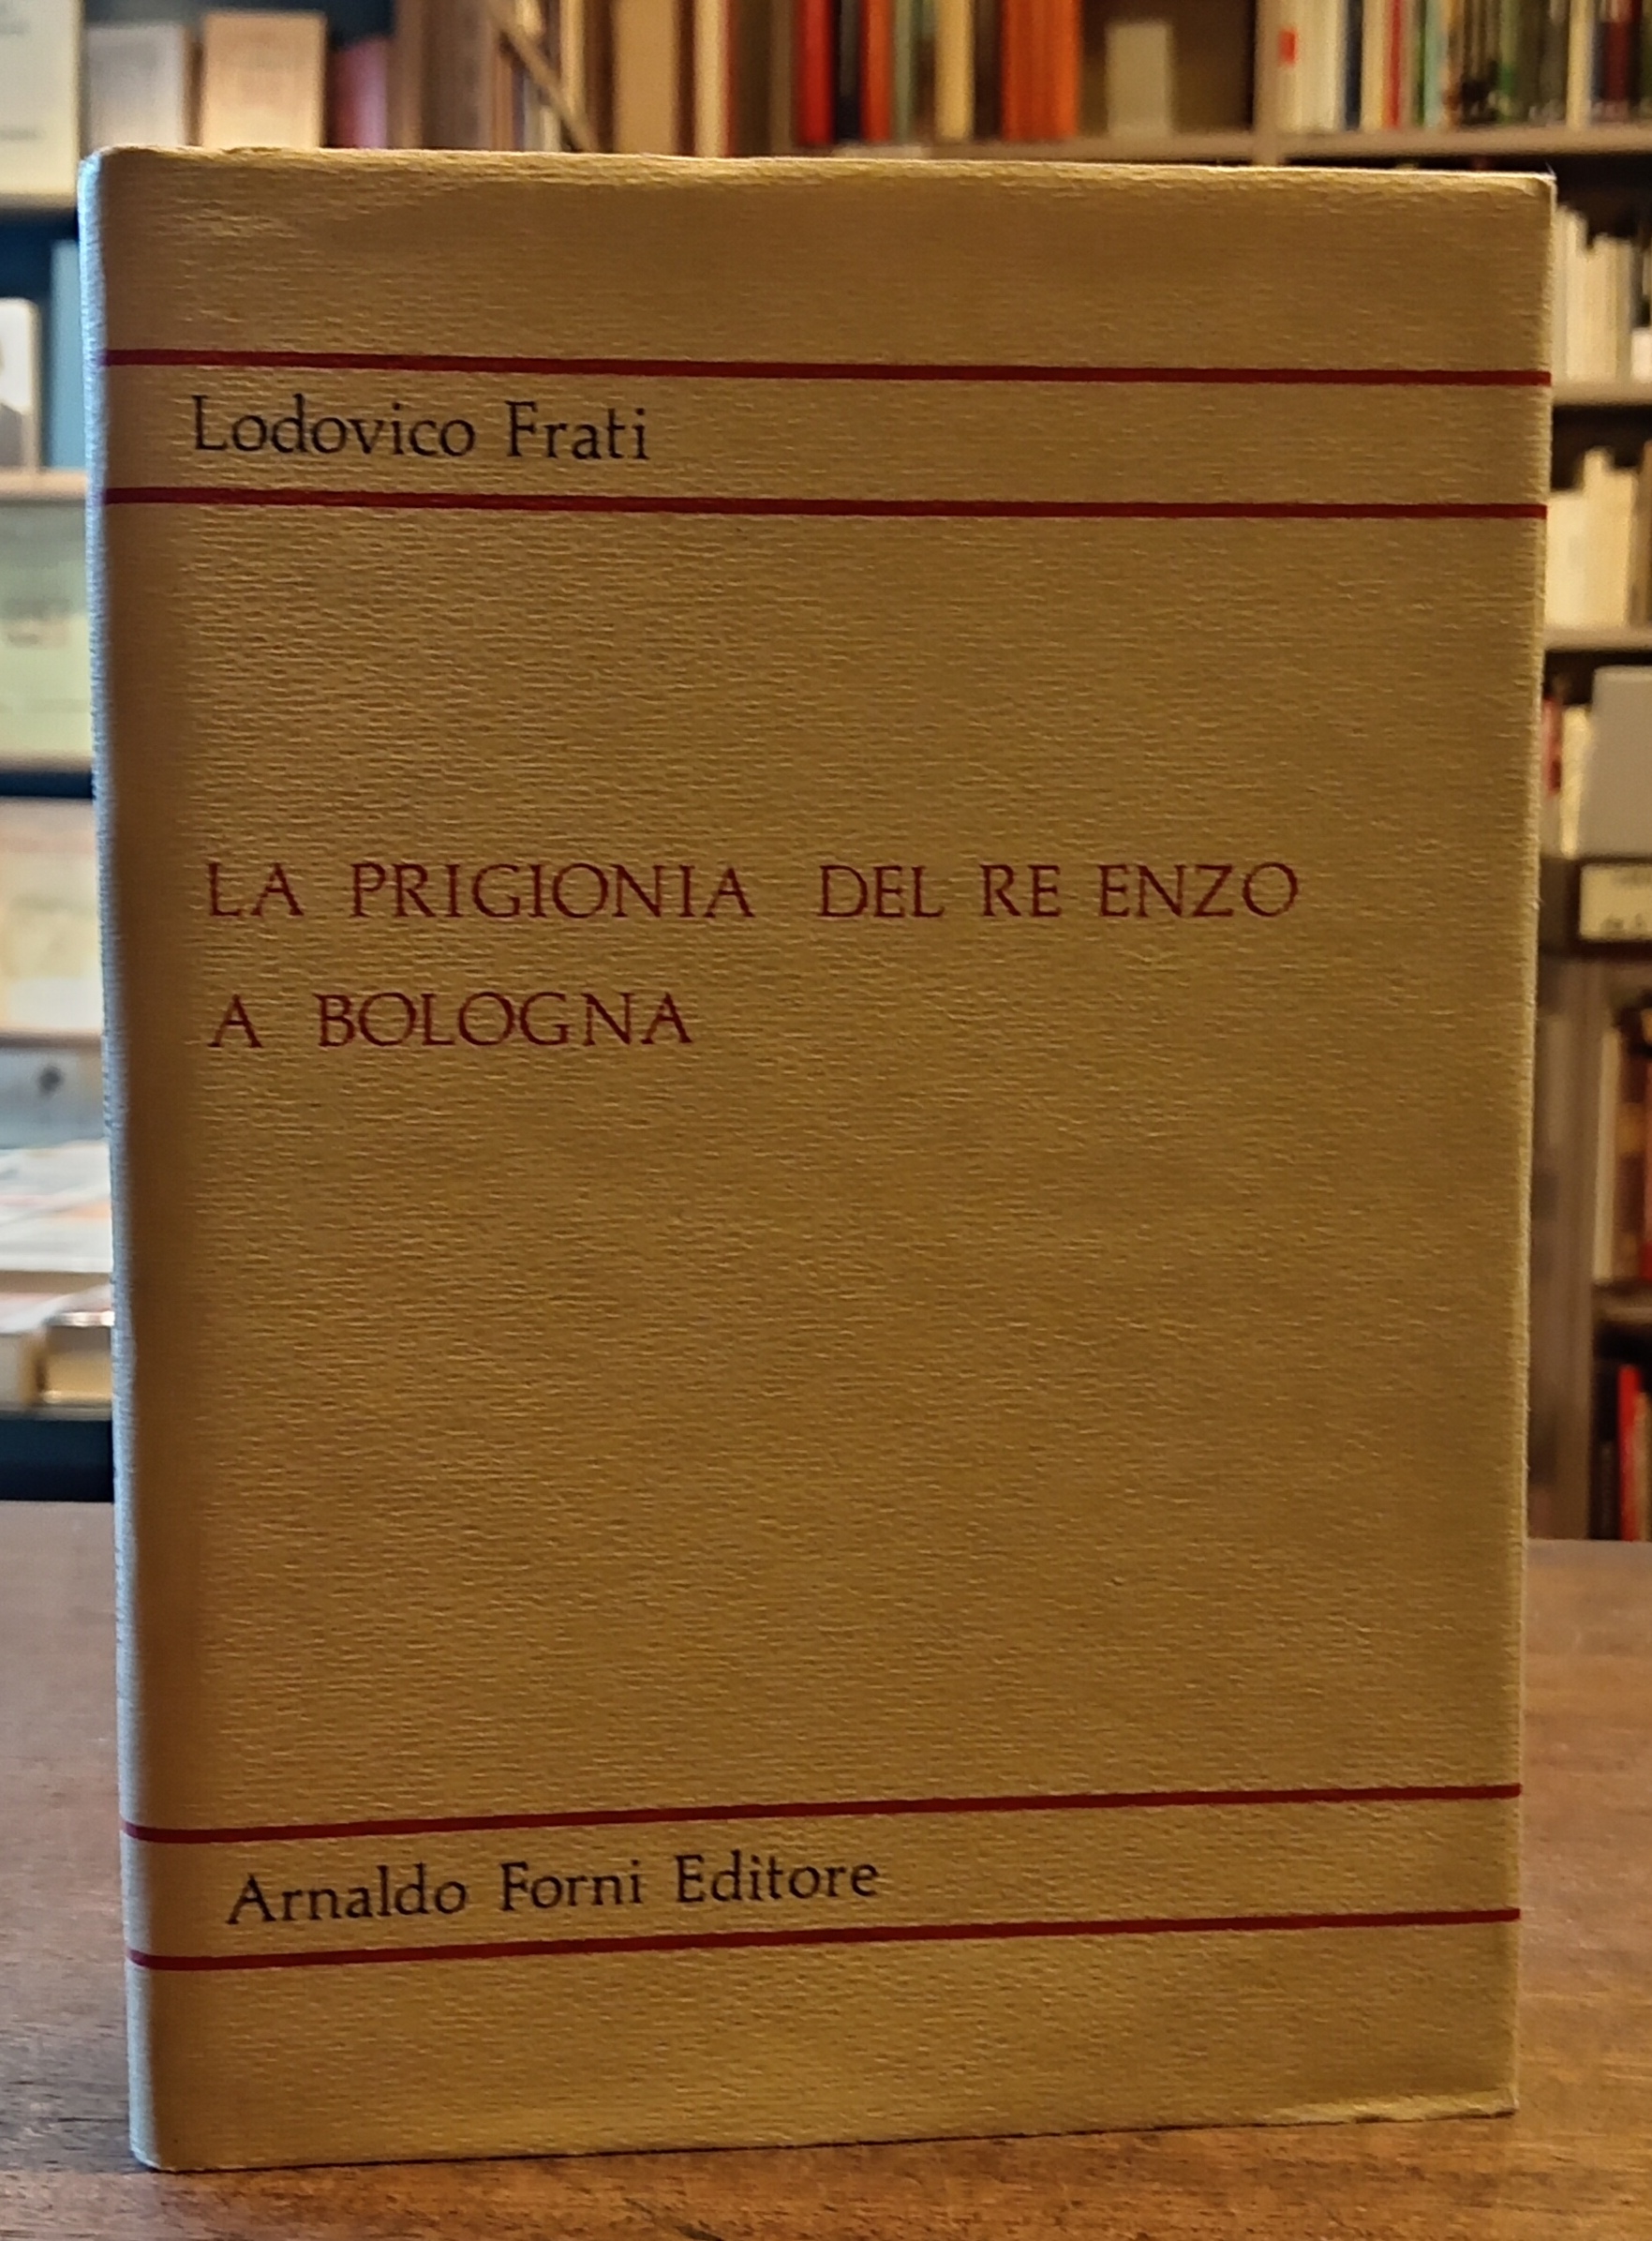 Lodovico Frati
LA PRIGIONIA DEL RE ENZO
A BOLOGNA
Arnaldo Forni Editore